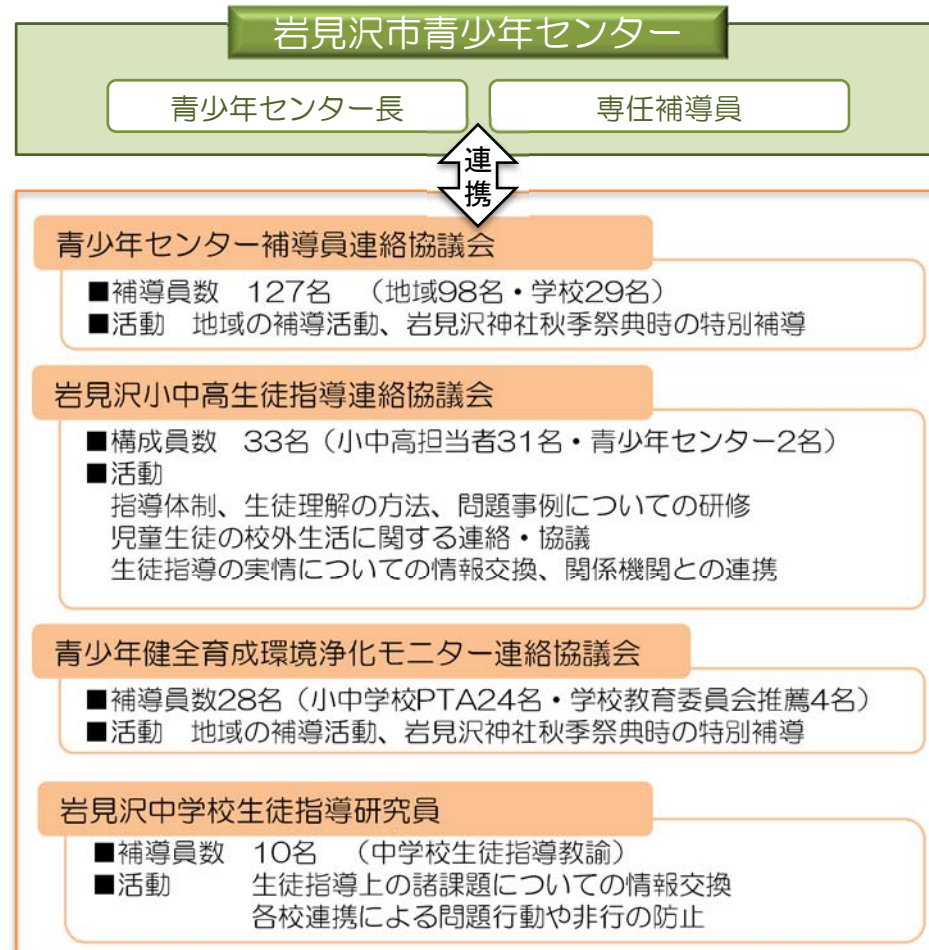 岩見沢市青少年センター
青少年センター長
専任補導員
連携
青少年センター補導員連絡協議会
■補導員数　127名　（地域98名・学校29名）
■活動　地域の補導活動、岩見沢神社秋季祭典時の特別補導
岩見沢小中高生徒指導連絡協議会
■構成員数　33名（小中高担当者31名・青少年センター2名）
■活動
指導体制、生徒理解の方法、問題事例についての研修
児童生徒の校外生活に関する連絡・協議
生徒指導の実情についての情報交換、関係機関との連携
青少年健全育成環境浄化モニター連絡協議会
■補導員数28名（小中学校PTA24名・学校教育委員会推薦4名）
■活動　地域の補導活動、岩見沢神社秋季祭典時の特別補導
岩見沢中学校生徒指導研究員
■補導員数　10名　（中学校生徒指導教諭）
■活動　　　生徒指導上の諸課題についての情報交換
各校連携による問題行動や非行の防止